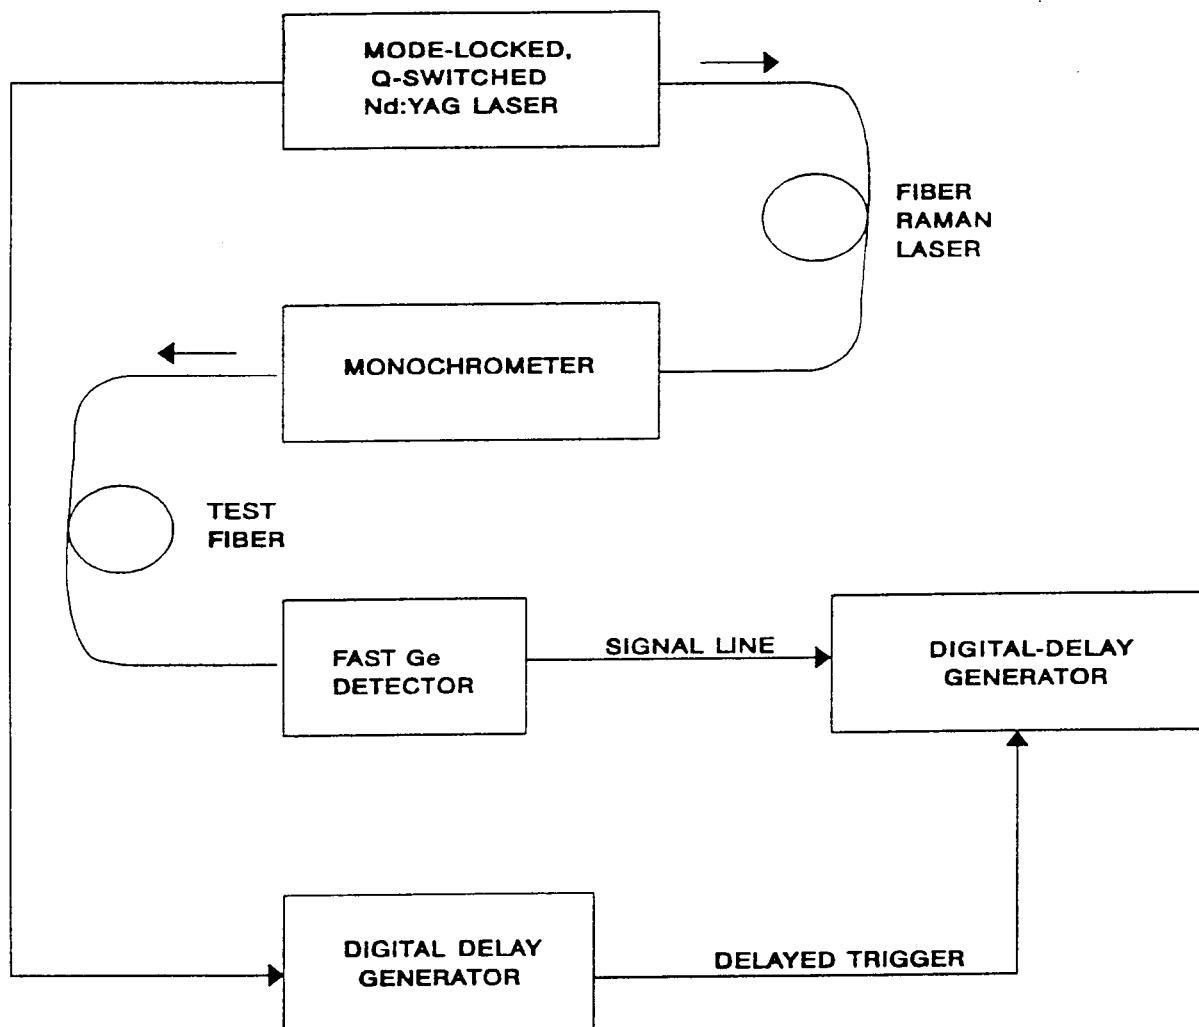 MODE-LOCKED,
Q-SWITCHED
Nd:YAG LASER
FIBER
RAMAN
LASER
MONOCHROMETER
TEST
FIBER
FAST Ge
DETECTOR
SIGNAL LINE
DIGITAL-DELAY
GENERATOR
DIGITAL DELAY
GENERATOR
DELAYED TRIGGER